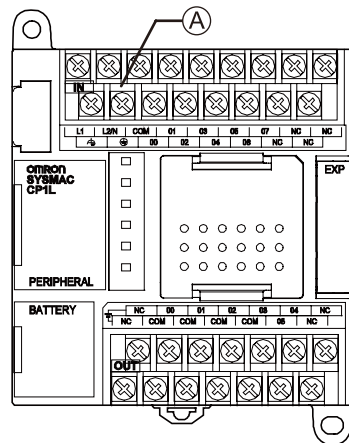 A
IN
L1 L2/N COM 01 03 05 07 NC NC
00 02 04 06 NC NC
OMRON
SYSMAC
CP1L
EXP
PERIPHERAL
BATTERY
NC 00 01 02 03 04 NC
NC COM COM COM COM 05 NC
OUT